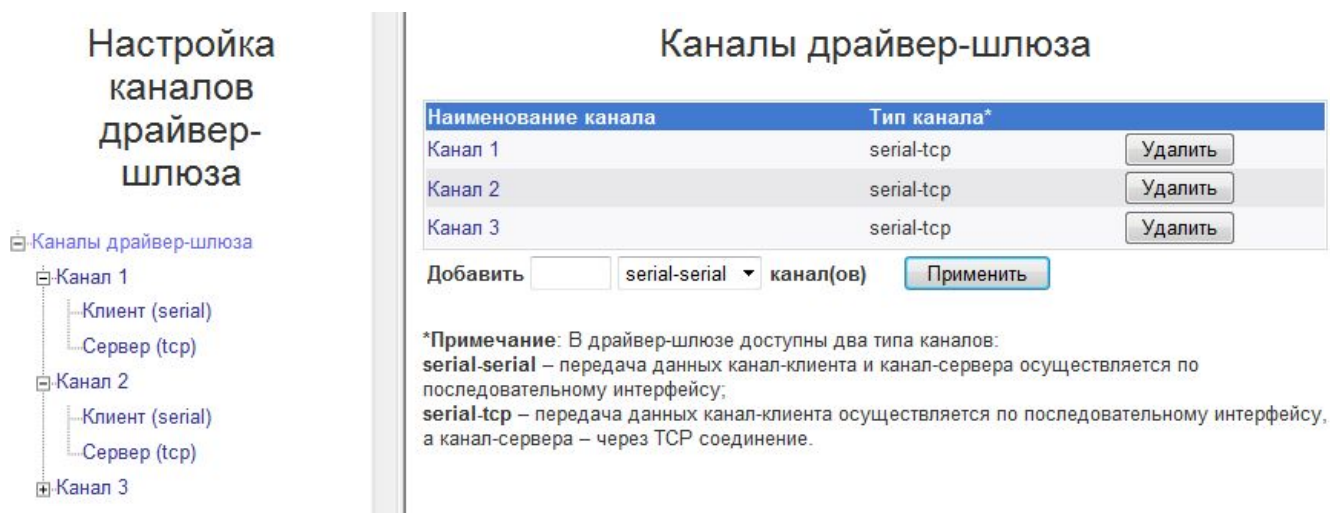 Настройка
каналов
драйвер-
шлюза
Каналы драйвер-шлюза
Канал 1
Клиент (serial)
Сервер (tcp)
Канал 2
Клиент (serial)
Сервер (tcp)
Канал 3
Каналы драйвер-шлюза
Наименование канала Тип канала*
Канал 1 serial-tcp Удалить
Канал 2 serial-tcp Удалить
Канал 3 serial-tcp Удалить
Добавить serial-serial канал(ов) Применить
*Примечание: В драйвер-шлюзе доступны два типа каналов:
serial-serial – передача данных канал-клиента и канал-сервера осуществляется по
последовательному интерфейсу;
serial-tcp – передача данных канал-клиента осуществляется по последовательному интерфейсу,
а канал-сервера – через TCP соединение.